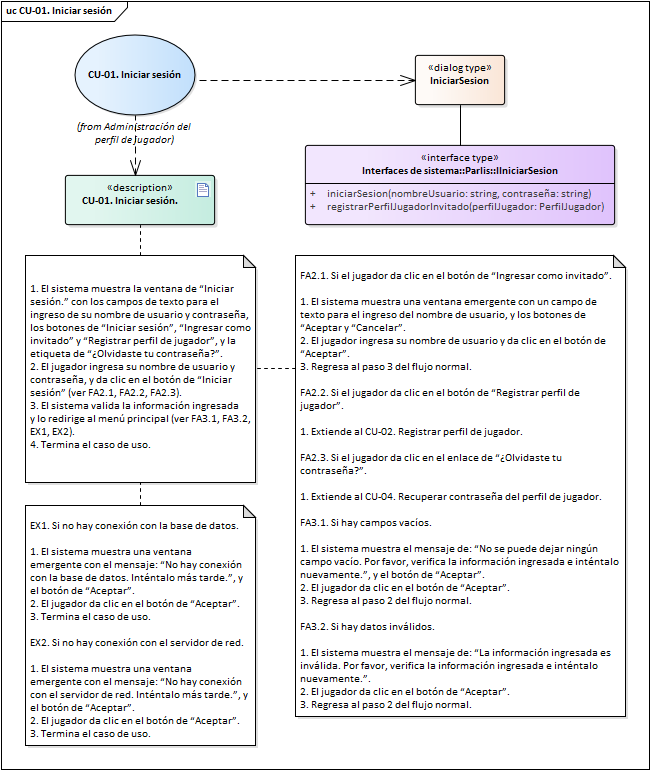 uc CU-01. Iniciar sesión
CU-01. Iniciar sesión
(from Administración del
perfil de jugador)
«dialog type»
IniciarSesion
«interface type»
Interfaces de sistema::Parlis::IIniciarSesion
+ iniciarSesion(nombreUsuario: string, contraseña: string)
+ registrarPerfilJugadorInvitado(perfilJugador: PerfilJugador)
«description»
CU-01. Iniciar sesión.
1. El sistema muestra la ventana de “Iniciar
sesión.” con los campos de texto para el
ingreso de su nombre de usuario y contraseña,
los botones de “Iniciar sesión”, “Ingresar como
invitado” y “Registrar perfil de jugador”, y la
etiqueta de “¿Olvidaste tu contraseña?”.
2. El jugador ingresa su nombre de usuario y
contraseña, y da clic en el botón de “Iniciar
sesión” (ver FA2.1, FA2.2, FA2.3).
3. El sistema valida la información ingresada
y lo redirige al menú principal (ver FA3.1, FA3.2,
EX1, EX2).
4. Termina el caso de uso.
EX1. Si no hay conexión con la base de datos.
1. El sistema muestra una ventana
emergente con el mensaje: “No hay conexión
con la base de datos. Inténtalo más tarde.”, y
el botón de “Aceptar”.
2. El jugador da clic en el botón de “Aceptar”.
3. Termina el caso de uso.
EX2. Si no hay conexión con el servidor de red.
1. El sistema muestra una ventana
emergente con el mensaje: “No hay conexión
con el servidor de red. Inténtalo más tarde.”, y
el botón de “Aceptar”.
2. El jugador da clic en el botón de “Aceptar”.
3. Termina el caso de uso.
FA2.1. Si el jugador da clic en el botón de “Ingresar como invitado”.
1. El sistema muestra una ventana emergente con un campo de
texto para el ingreso del nombre de usuario, y los botones de
“Aceptar y “Cancelar”.
2. El jugador ingresa su nombre de usuario y da clic en el botón de
“Aceptar”.
3. Regresa al paso 3 del flujo normal.
FA2.2. Si el jugador da clic en el botón de “Registrar perfil de
jugador”.
1. Extiende al CU-02. Registrar perfil de jugador.
FA2.3. Si el jugador da clic en el enlace de “¿Olvidaste tu
contraseña?”.
1. Extiende al CU-04. Recuperar contraseña del perfil de jugador.
FA3.1. Si hay campos vacíos.
1. El sistema muestra el mensaje de: “No se puede dejar ningún
campo vacío. Por favor, verifica la información ingresada e inténtalo
nuevamente.”, y el botón de “Aceptar”.
2. El jugador da clic en el botón de “Aceptar”.
3. Regresa al paso 2 del flujo normal.
FA3.2. Si hay datos inválidos.
1. El sistema muestra el mensaje de: “La información ingresada es
inválida. Por favor, verifica la información ingresada e inténtalo
nuevamente.”.
2. El jugador da clic en el botón de “Aceptar”.
3. Regresa al paso 2 del flujo normal.